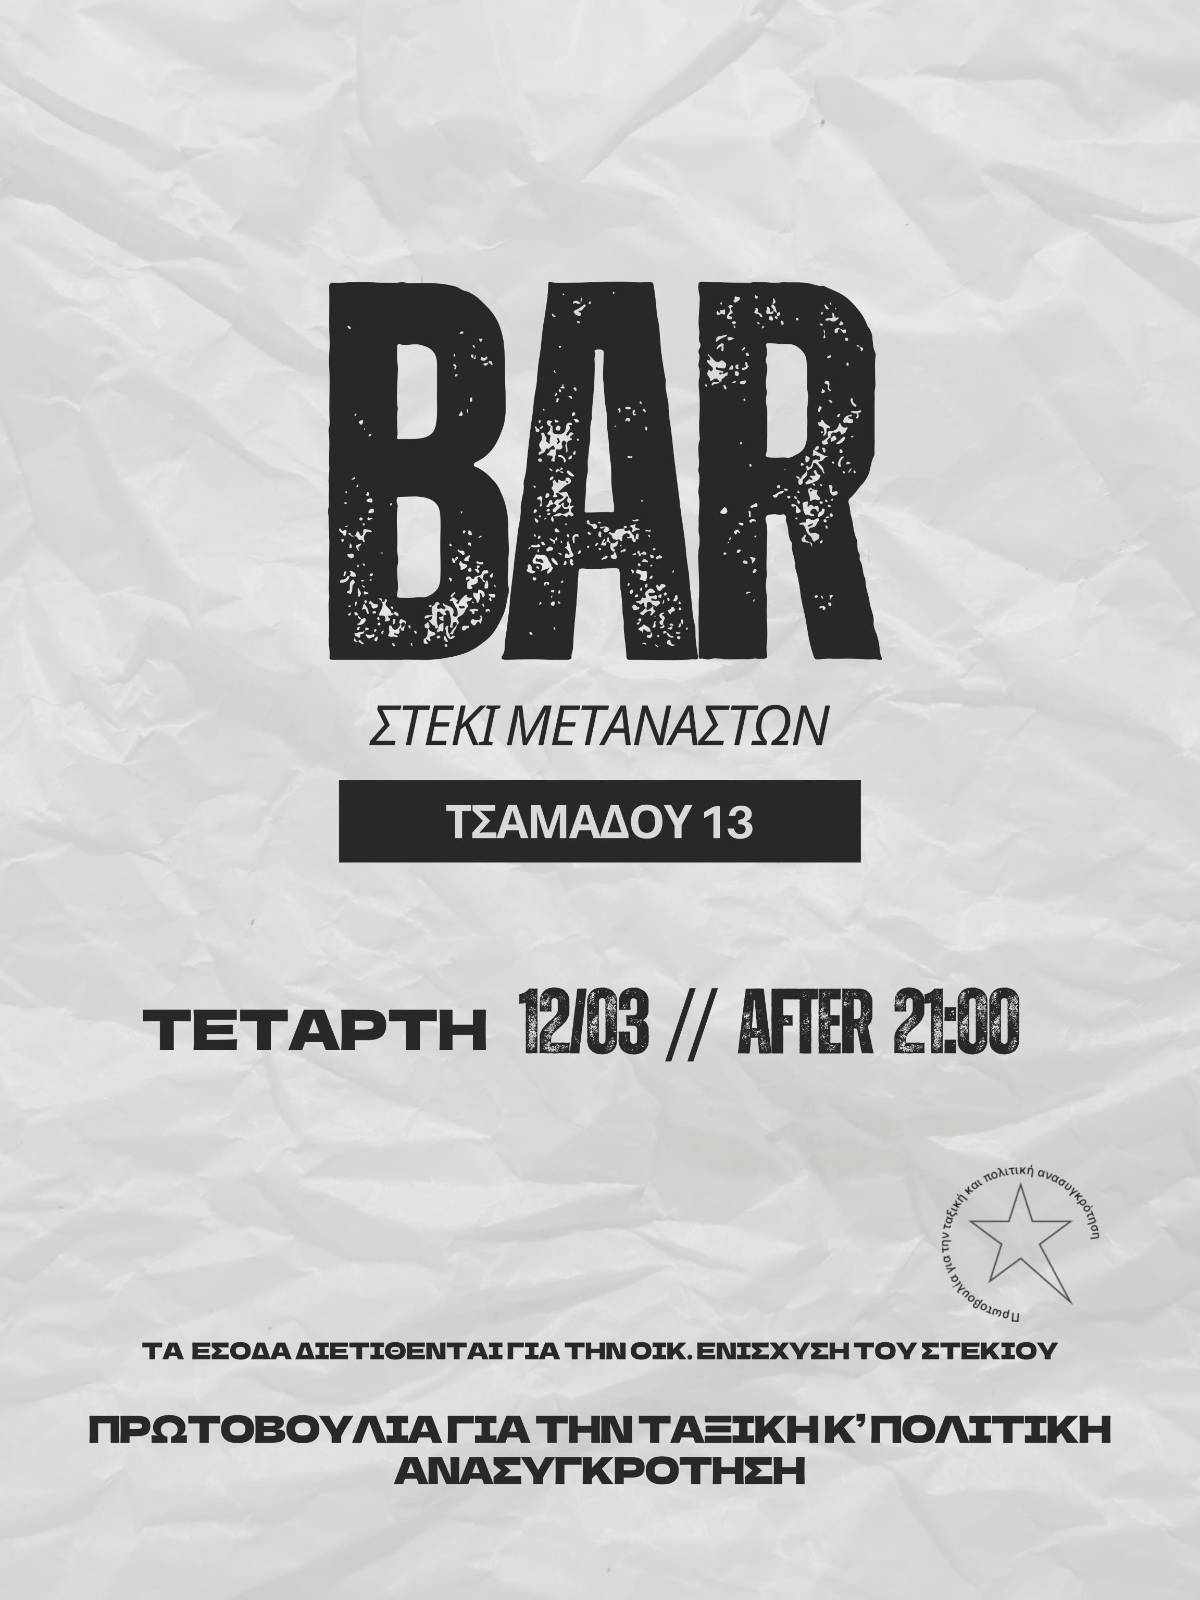 BAR
ΣΤΕΚΙ ΜΕΤΑΝΑΣΤΩΝ
ΤΣΑΜΑΔΟΥ 13
ΤΕΤΑΡΤΗ 12/03 // AFTER 21:00
Πρωτοβουλία για την ταξική και πολιτική ανασυγκρότηση
ΤΑ ΕΣΟΔΑ ΔΙΕΤΙΘΕΝΤΑΙ ΓΙΑ ΤΗΝ ΟΙΚ. ΕΝΙΣΧΥΣΗ ΤΟΥ ΣΤΕΚΙΟΥ
ΠΡΩΤΟΒΟΥΛΙΑ ΓΙΑ ΤΗΝ ΤΑΞΙΚΗ Κ' ΠΟΛΙΤΙΚΗ
ΑΝΑΣΥΓΚΡΟΤΗΣΗ